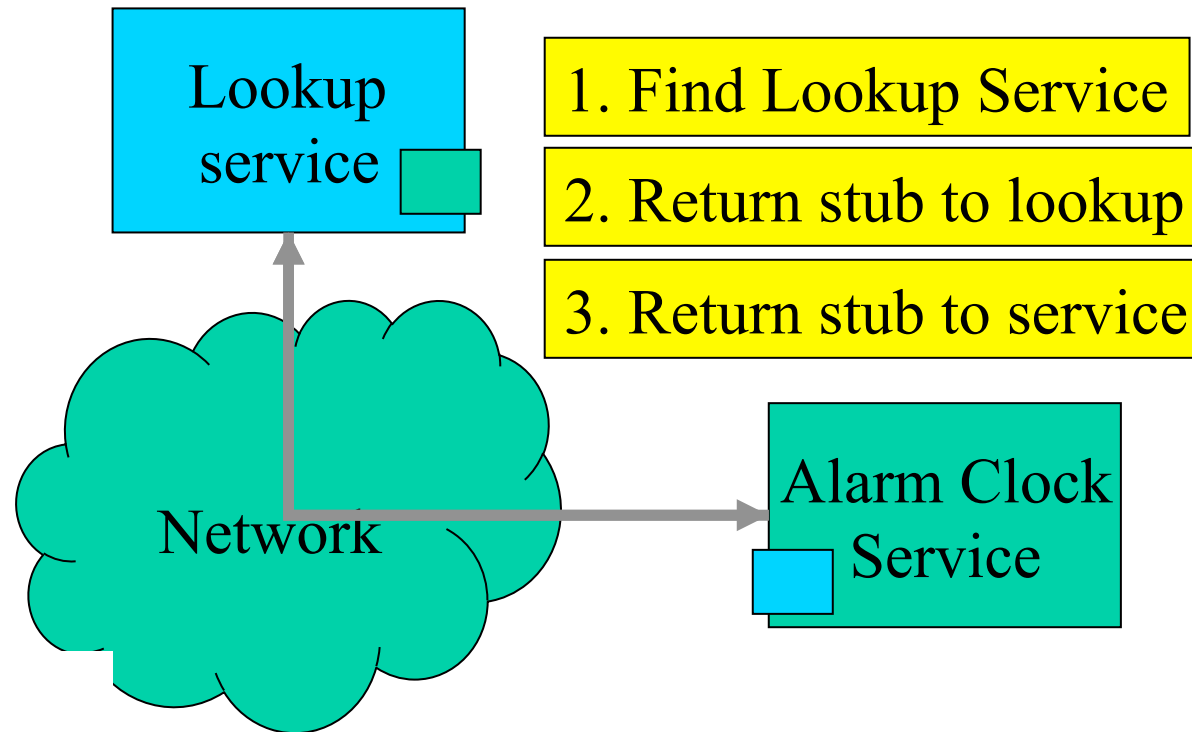 Lookup
service
1. Find Lookup Service
2. Return stub to lookup
3. Return stub to service
Network
Alarm Clock
Service